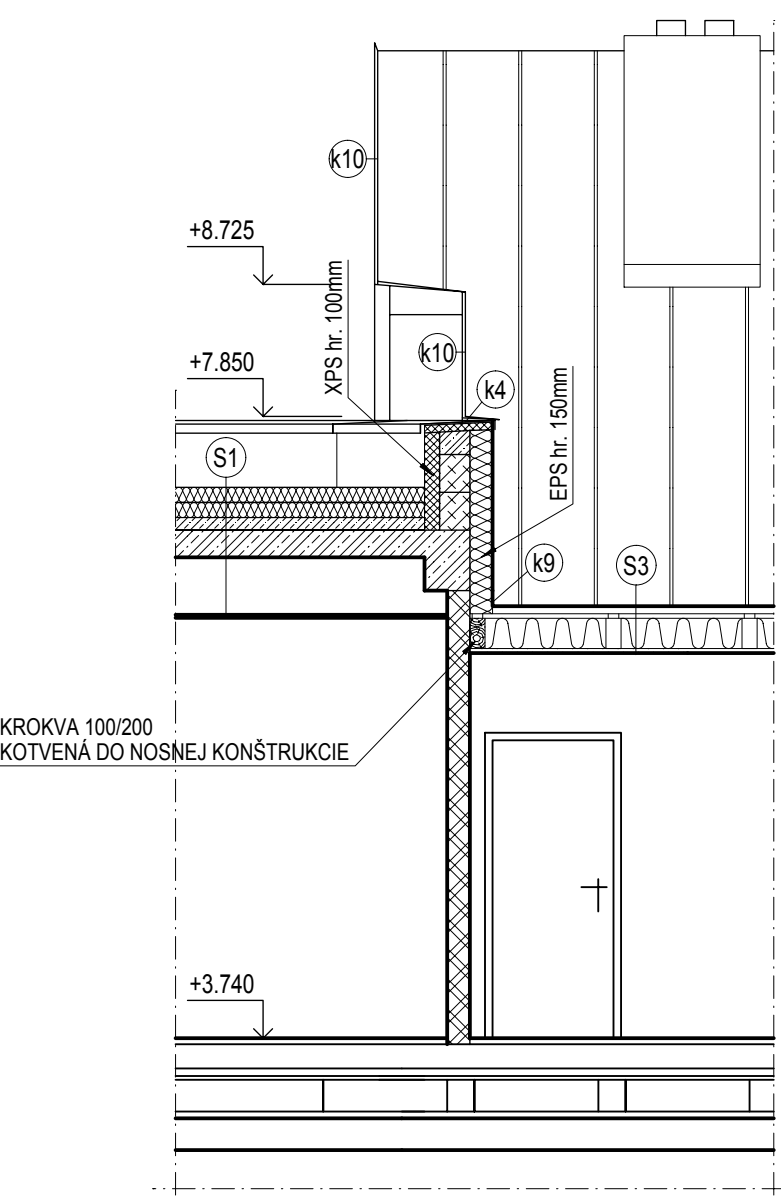 k10
+8.725
XPS hr. 100mm
k10
+7.850
k4
EPS hr. 150mm
S1
k9
S3
KROKVA 100/200
KOTVENÁ DO NOSNEJ KONŠTRUKCIE
+3.740